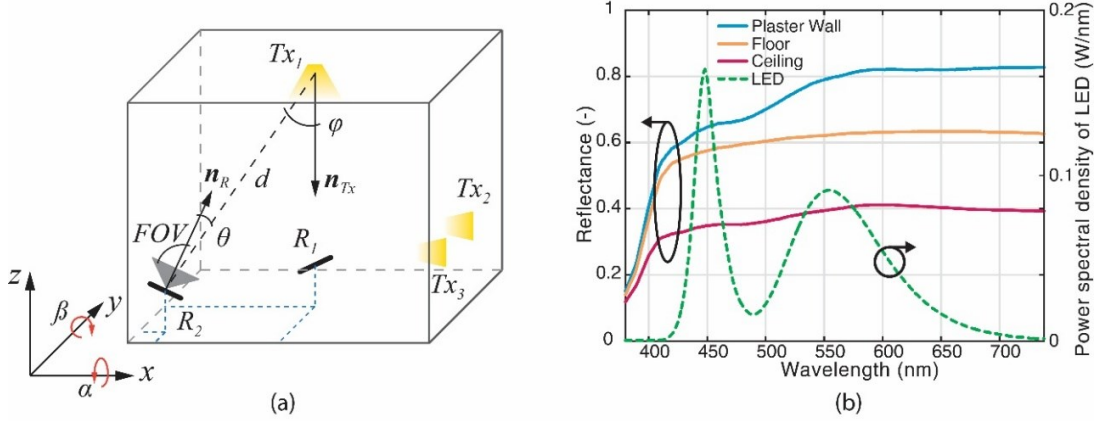 (a)
Tx1
φ
nR
d
nTx
Tx2
FOV
θ
R1
Tx3
R2
z
β
y
α
x
(a)
(b)
1
0.8
0.6
0.4
0.2
0
Reflectance (-)
Plaster Wall
Floor
Ceiling
LED
0.2
0.1
0
Power spectral density of LED (W/nm)
400 450 500 550 600 650 700
Wavelength (nm)
(b)